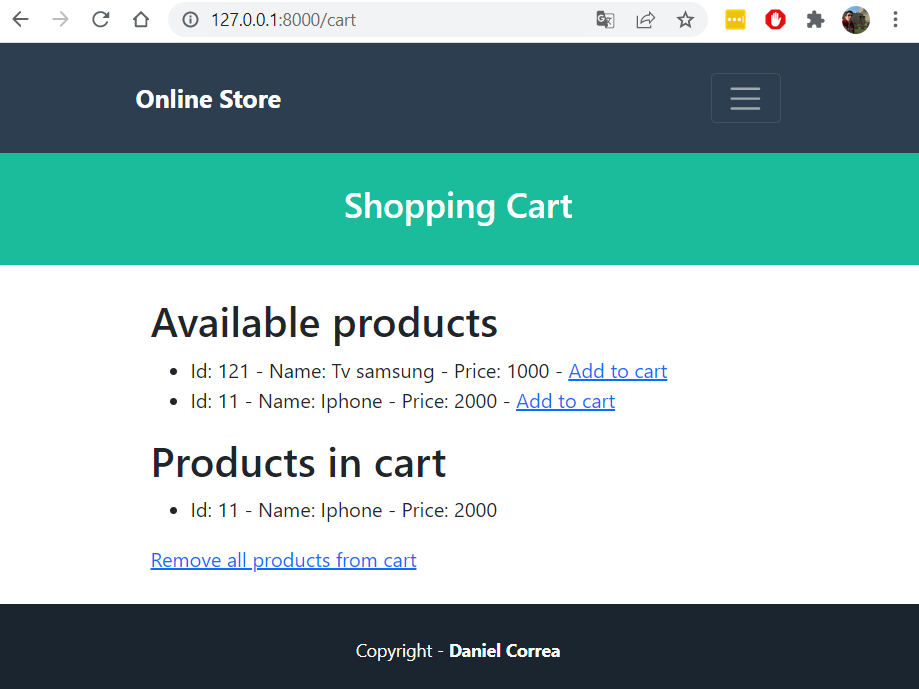 127.0.0.1:8000/cart
Online Store
Shopping Cart
Available products
Id: 121 - Name: Tv samsung - Price: 1000 - Add to cart
Id: 11 - Name: Iphone - Price: 2000 - Add to cart
Products in cart
Id: 11 - Name: Iphone - Price: 2000
Remove all products from cart
Copyright - Daniel Correa